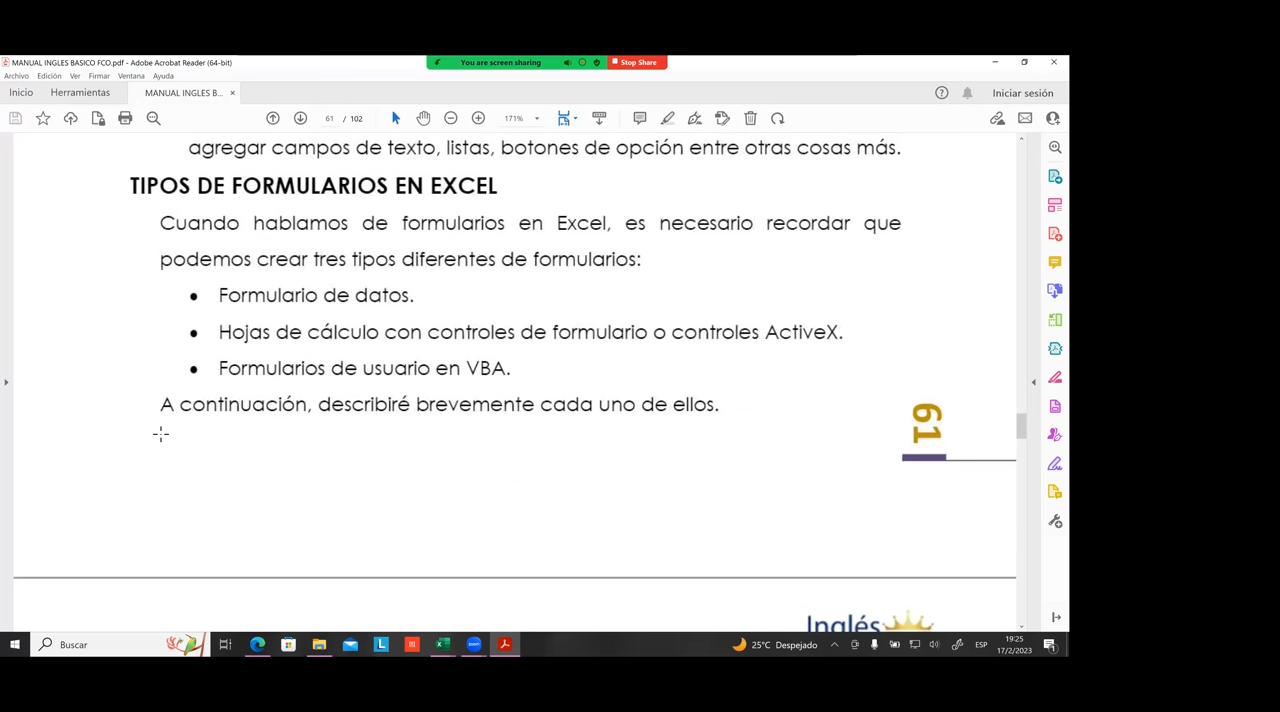 MANUAL INGLES BASICO FCO.pdf - Adobe Acrobat Reader (64-bit)
You are screen sharing
Stop Share
Archivo Edición Ver Firmar Ventana Ayuda
Inicio Herramientas MANUAL INGLES B... Iniciar sesión
61 / 102 171%
agregar campos de texto, listas, botones de opción entre otras cosas más.
TIPOS DE FORMULARIOS EN EXCEL
Cuando hablamos de formularios en Excel, es necesario recordar que
podemos crear tres tipos diferentes de formularios:
• Formulario de datos.
• Hojas de cálculo con controles de formulario o controles ActiveX.
• Formularios de usuario en VBA.
A continuación, describiré brevemente cada uno de ellos.
61
Inglés
Buscar
25°C Despejado
ESP
19:25
17/2/2023